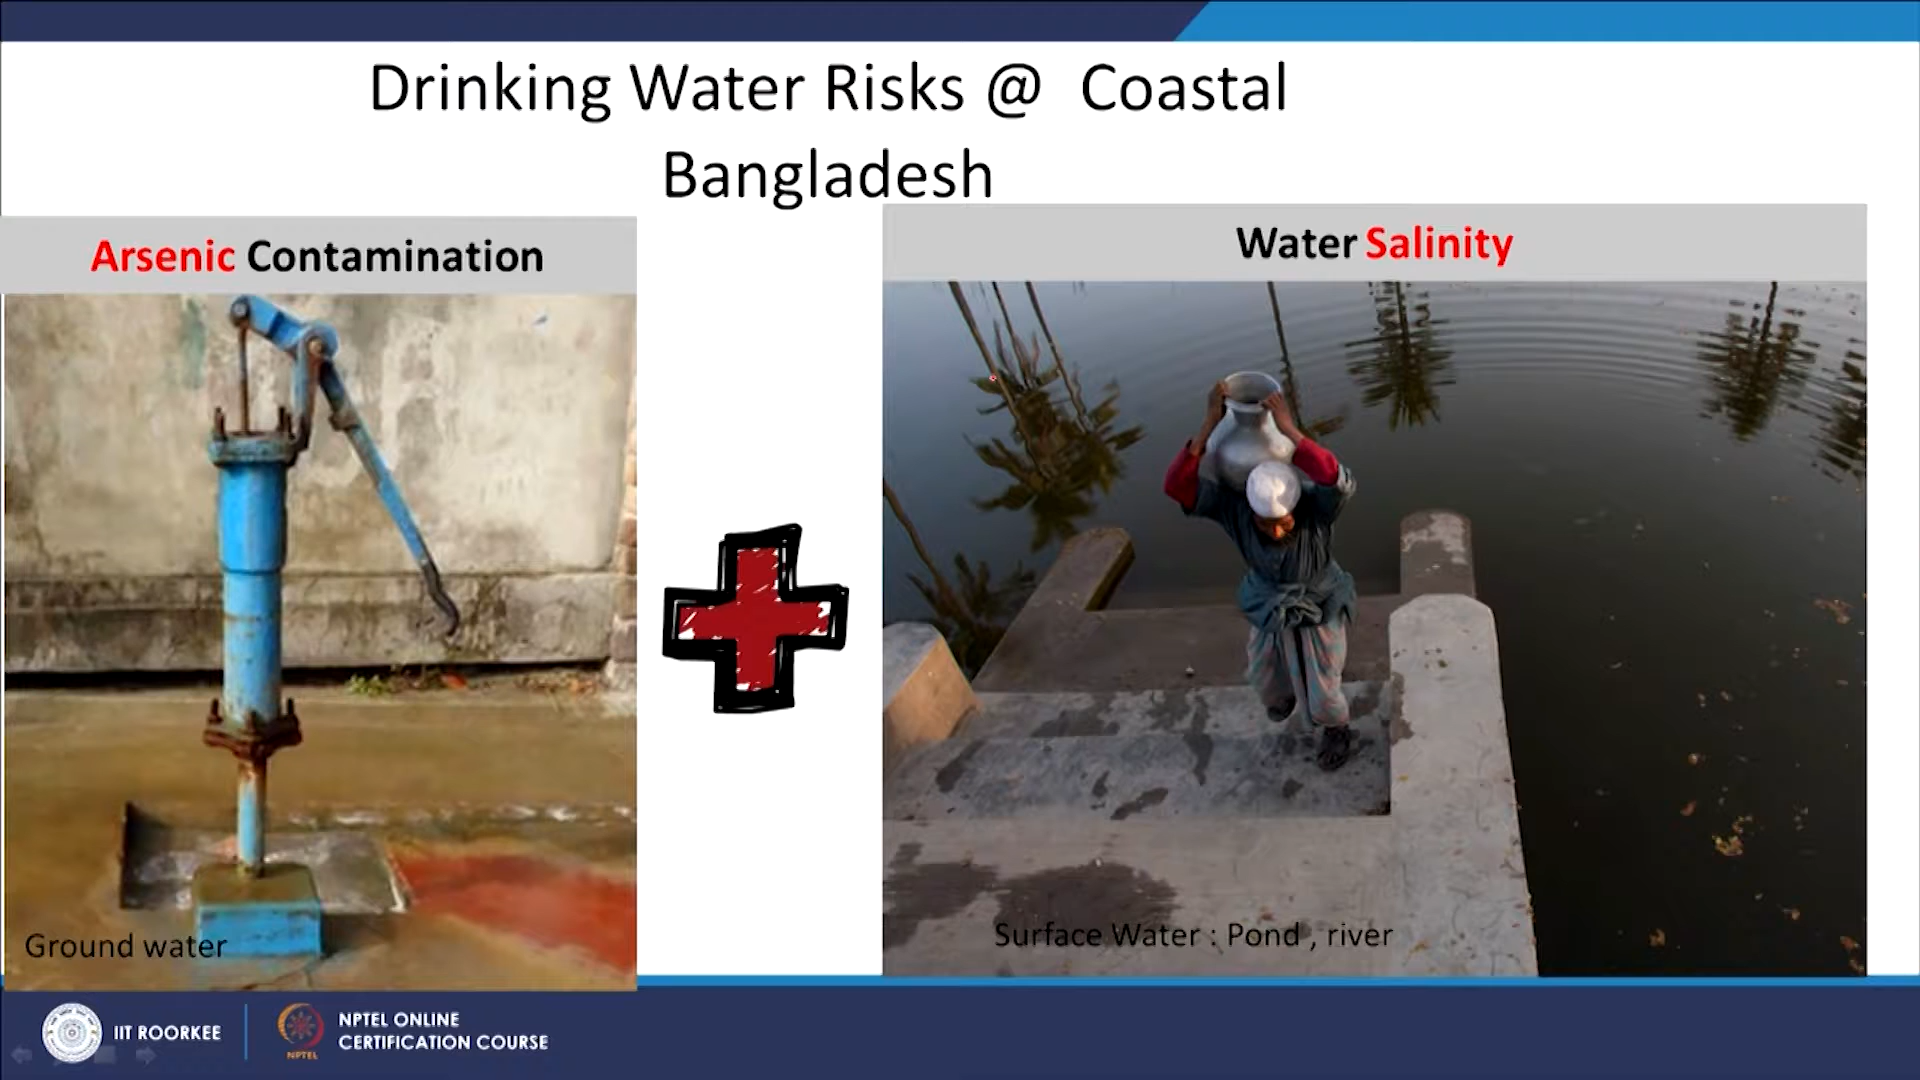 Drinking Water Risks @ Coastal
Bangladesh
Arsenic Contamination
Water Salinity
Ground water
Surface Water : Pond , river
IIT ROORKEE
NPTEL
NPTEL ONLINE
CERTIFICATION COURSE